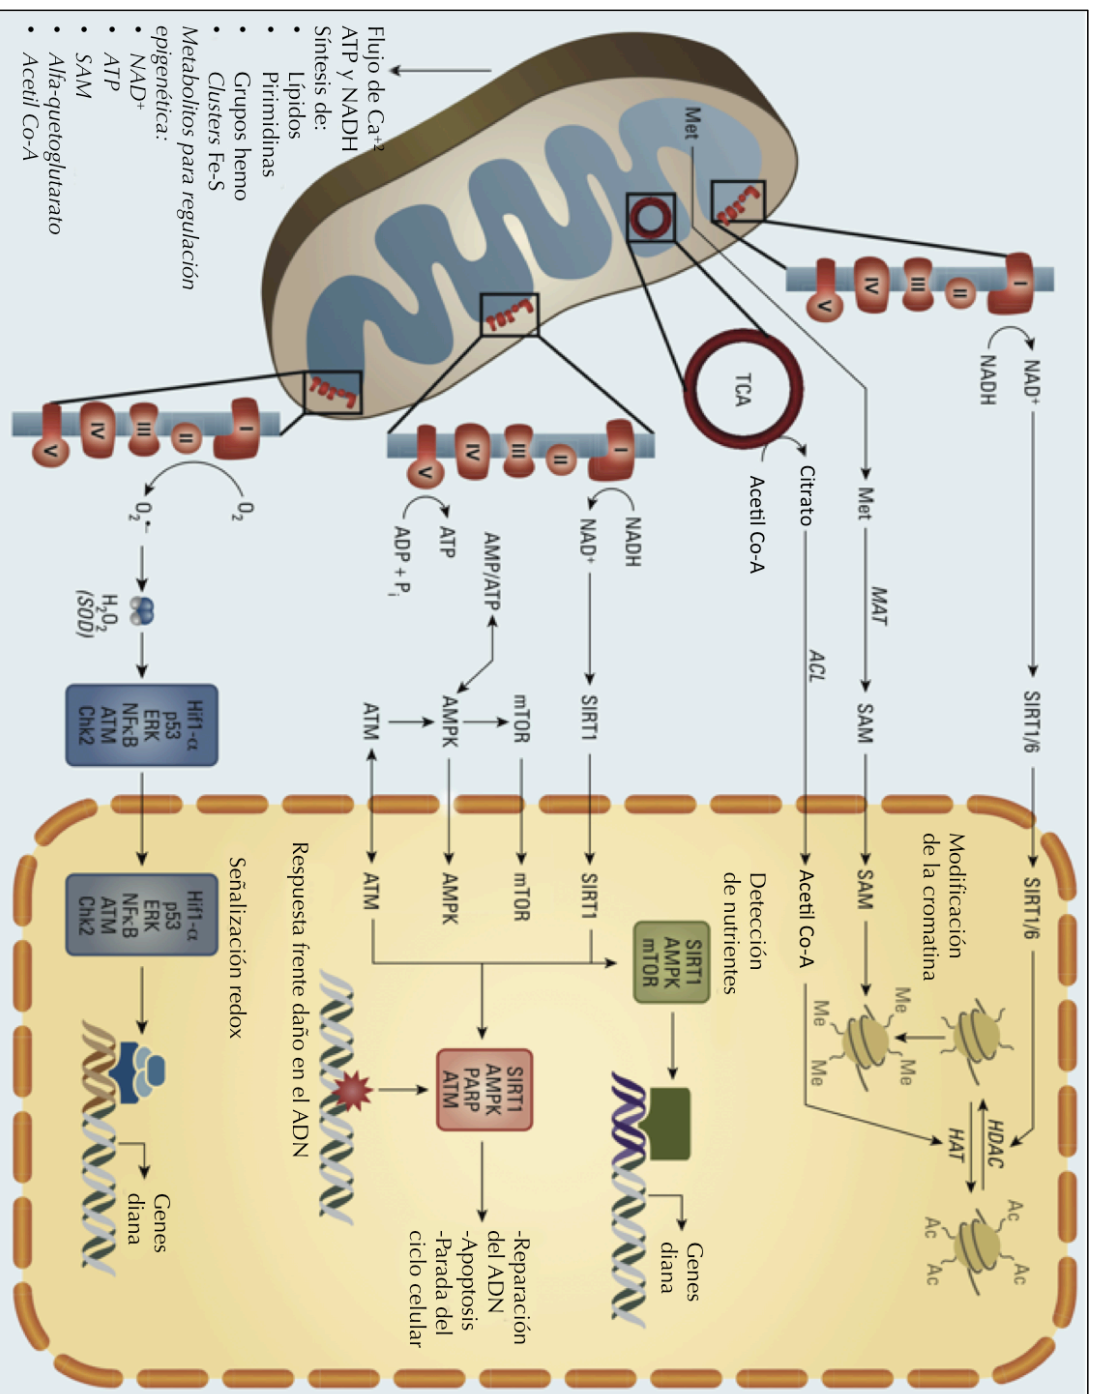 Flujo de Ca⁺²
ATP y NADH
Síntesis de:
• Lípidos
• Pirimidinas
• Grupos hemo
• Clusters Fe-S
Metabolitos para regulación
epigenética:
• NAD⁺
• ATP
• SAM
• Alfa-quetoglutarato
• Acetil Co-A
Met
I
II
III
IV
V
NADH
NAD⁺
SIRT1/6
SIRT1/6
Modificación
de la cromatina
HDAC
HAT
Ac
Ac
Ac
Ac
Met
MAT
SAM
SAM
Me
Me
Me
Me
TCA
Citrato
Acetil Co-A
ACL
Acetil Co-A
Detección
de nutrientes
I
II
III
IV
V
NADH
NAD⁺
SIRT1
SIRT1
SIRT1
AMPK
mTOR
Genes
diana
ATP
ADP + Pᵢ
AMP/ATP
mTOR
mTOR
AMPK
AMPK
ATM
ATM
SIRT1
AMPK
PARP
ATM
-Reparación
del ADN
-Apoptosis
-Parada del
ciclo celular
Respuesta frente daño en el ADN
I
II
III
IV
V
O₂
O₂•−
H₂O₂
(SOD)
Hif1-α
p53
ERK
NFκB
ATM
Chk2
Hif1-α
p53
ERK
NFκB
ATM
Chk2
Señalización redox
Genes
diana